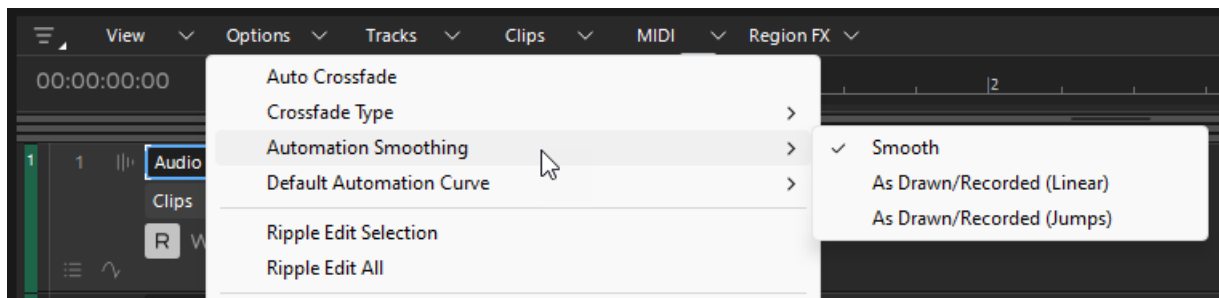 View Options Tracks Clips MIDI Region FX
00:00:00:00
2
Auto Crossfade
Crossfade Type
Automation Smoothing
Default Automation Curve
Ripple Edit Selection
Ripple Edit All
Smooth
As Drawn/Recorded (Linear)
As Drawn/Recorded (Jumps)
1 1 Audio
Clips
R W